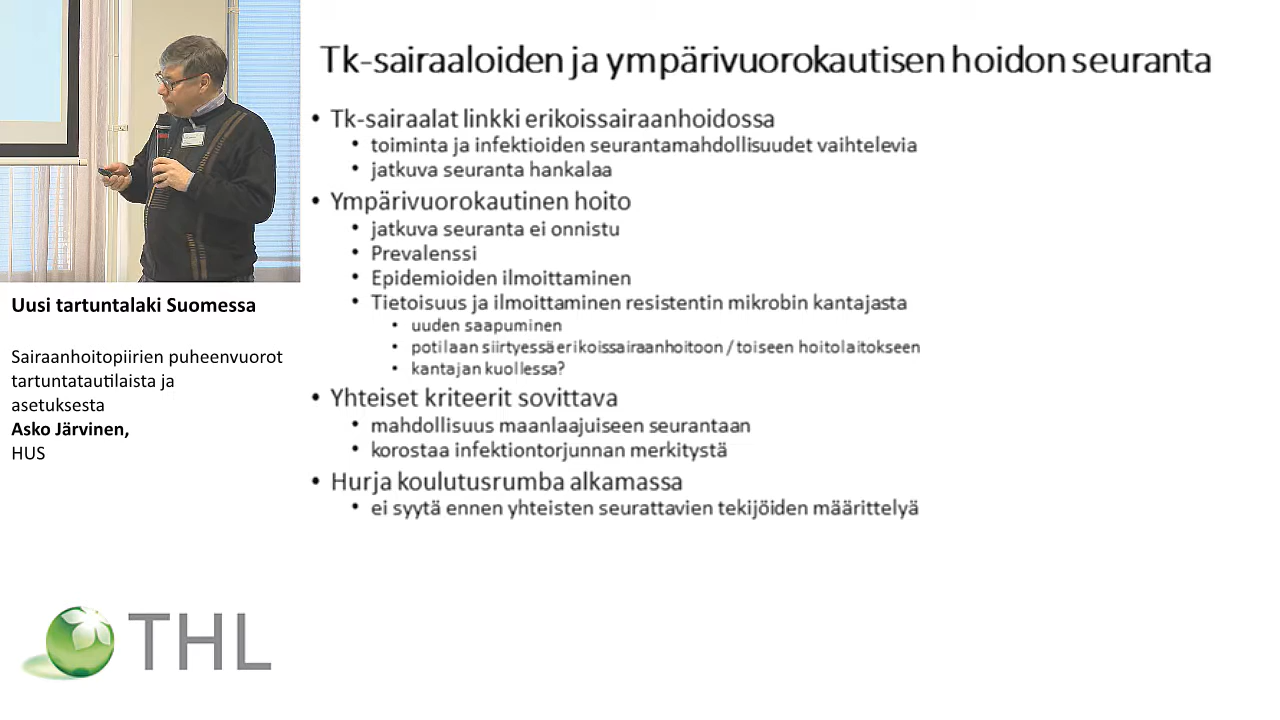 Tk-sairaaloiden ja ympärivuorokautisen hoidon seuranta
• Tk-sairaalat linkki erikoissairaanhoidossa
• toiminta ja infektioiden seurantamahdollisuudet vaihtelevia
• jatkuva seuranta hankalaa
• Ympärivuorokautinen hoito
• jatkuva seuranta ei onnistu
• Prevalenssi
• Epidemioiden ilmoittaminen
• Tietoisuus ja ilmoittaminen resistentin mikrobin kantajasta
• uuden saapuminen
• potilaan siirtyessä erikoissairaanhoitoon / toiseen hoitolaitokseen
• kantajan kuollessa?
• Yhteiset kriteerit sovittava
• mahdollisuus maanlaajuiseen seurantaan
• korostaa infektiontorjunnan merkitystä
• Hurja koulutusrumba alkamassa
• ei syytä ennen yhteisten seurattavien tekijöiden määrittelyä
Uusi tartuntalaki Suomessa
Sairaanhoitopiirien puheenvuorot
tartuntatautilaista ja
asetuksesta
Asko Järvinen,
HUS
THL